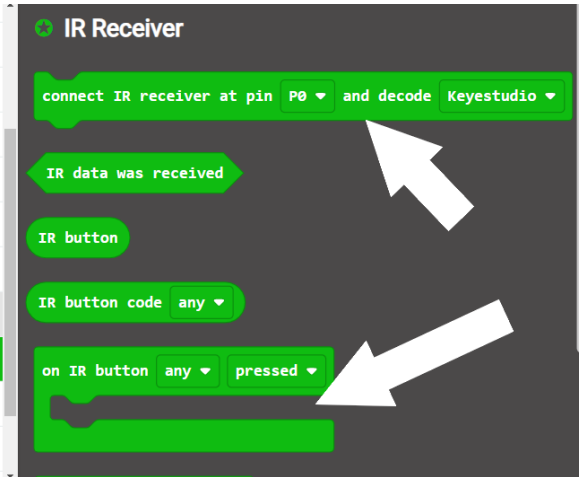 IR Receiver
connect IR receiver at pin P0 and decode Keyestudio
IR data was received
IR button
IR button code any
on IR button any pressed